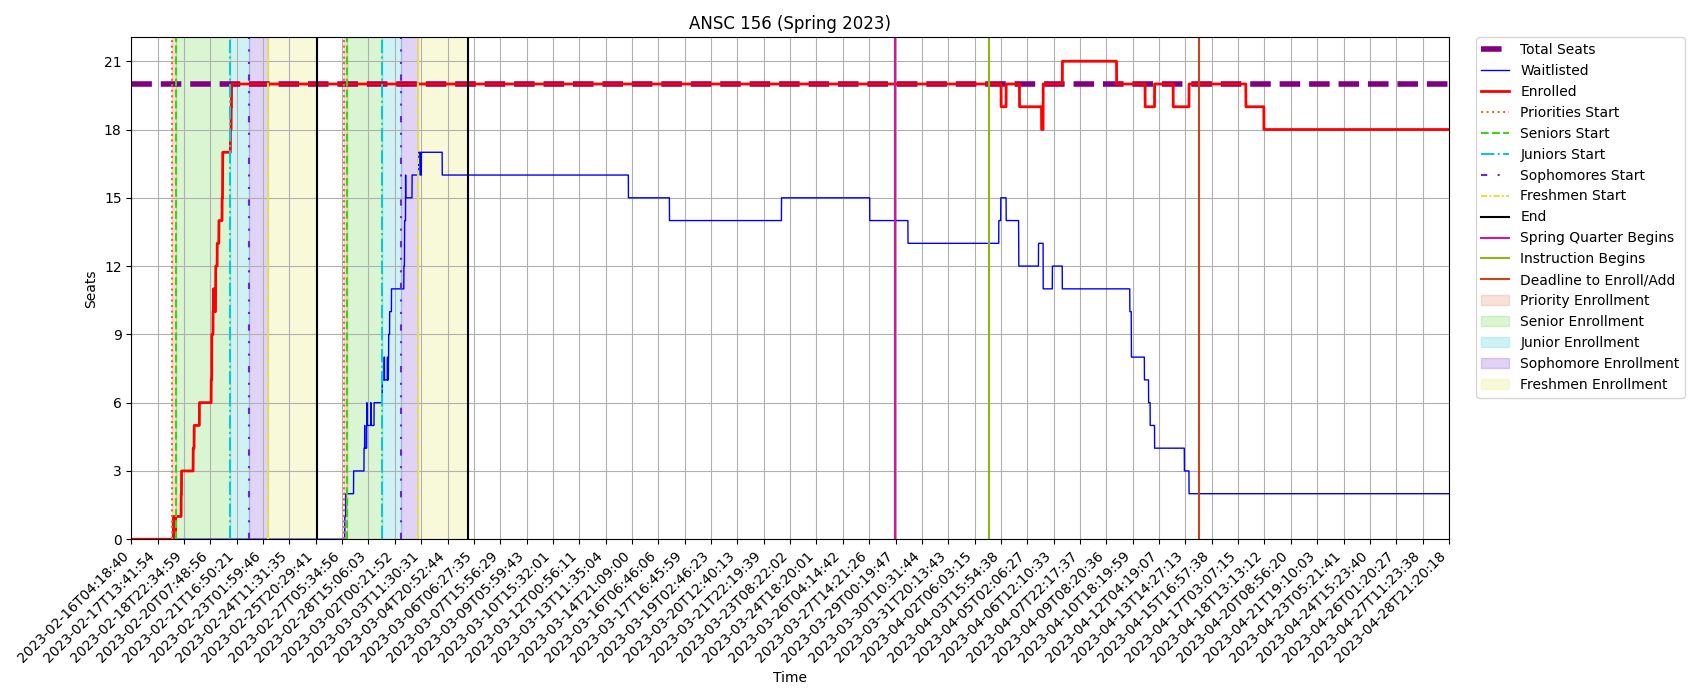 ANSC 156 (Spring 2023)
21
18
15
12
9
6
3
0
Seats
2023-02-16T04:18:40
2023-02-17T13:41:54
2023-02-18T22:34:59
2023-02-20T07:48:56
2023-02-21T16:50:21
2023-02-23T01:59:46
2023-02-24T11:31:35
2023-02-25T20:29:41
2023-02-27T05:34:56
2023-02-28T15:06:03
2023-03-02T00:21:52
2023-03-03T11:30:31
2023-03-04T20:52:44
2023-03-06T06:27:35
2023-03-07T15:56:29
2023-03-09T05:59:43
2023-03-10T15:32:01
2023-03-12T00:56:11
2023-03-13T11:35:04
2023-03-14T21:09:00
2023-03-16T06:46:06
2023-03-17T16:45:59
2023-03-19T02:46:23
2023-03-20T12:40:13
2023-03-21T22:19:39
2023-03-23T08:22:02
2023-03-24T18:20:01
2023-03-26T04:14:42
2023-03-27T14:21:26
2023-03-29T00:19:47
2023-03-30T10:31:44
2023-03-31T20:13:43
2023-04-02T06:03:15
2023-04-03T15:54:38
2023-04-05T02:06:27
2023-04-06T12:10:33
2023-04-07T22:17:37
2023-04-09T08:20:36
2023-04-10T18:19:59
2023-04-12T04:19:07
2023-04-13T14:27:13
2023-04-15T16:57:38
2023-04-17T03:07:15
2023-04-18T13:13:12
2023-04-20T08:56:20
2023-04-21T19:10:03
2023-04-23T05:21:41
2023-04-24T15:23:40
2023-04-26T01:20:27
2023-04-27T11:23:38
2023-04-28T21:20:18
Time
Total Seats
Waitlisted
Enrolled
Priorities Start
Seniors Start
Juniors Start
Sophomores Start
Freshmen Start
End
Spring Quarter Begins
Instruction Begins
Deadline to Enroll/Add
Priority Enrollment
Senior Enrollment
Junior Enrollment
Sophomore Enrollment
Freshmen Enrollment